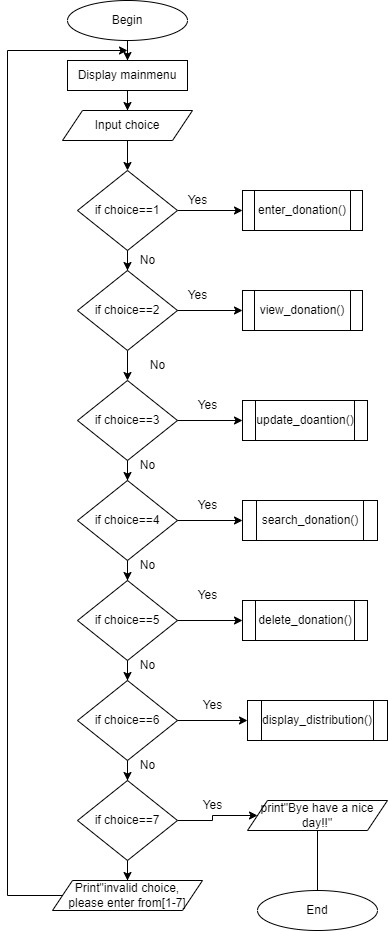 Begin
Display mainmenu
Input choice
if choice==1
Yes
enter_donation()
No
if choice==2
Yes
view_donation()
No
if choice==3
Yes
update_doantion()
No
if choice==4
Yes
search_donation()
No
if choice==5
Yes
delete_donation()
No
if choice==6
Yes
display_distribution()
No
if choice==7
Yes
print"Bye have a nice
day!!"
Print"invalid choice,
please enter from[1-7]
End